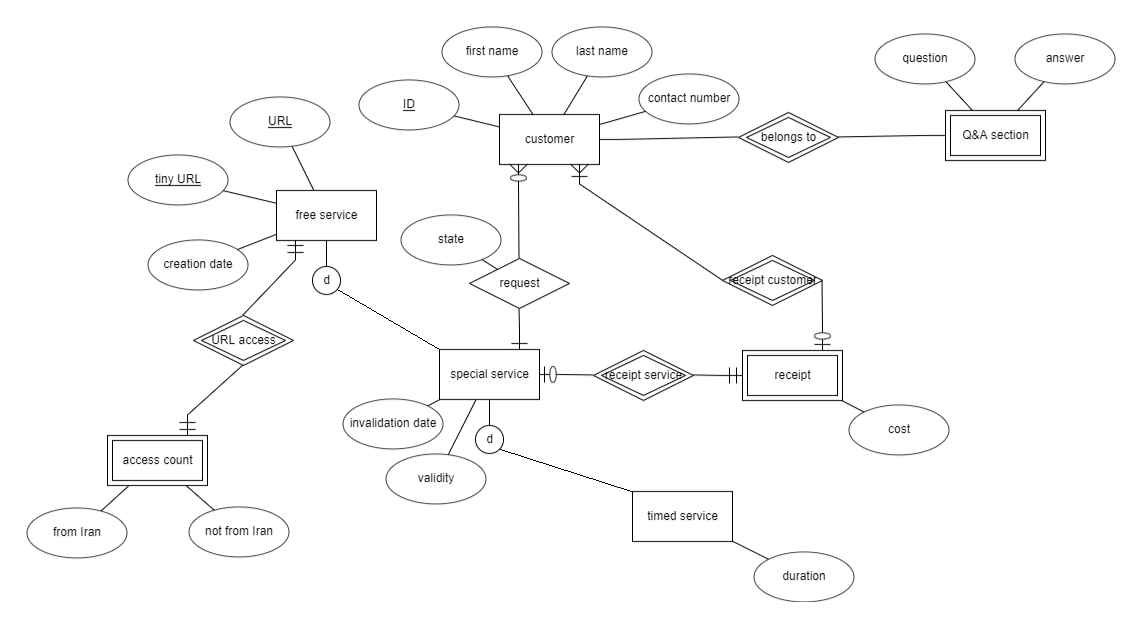 first name
last name
question
answer
ID
contact number
URL
customer
belongs to
Q&A section
tiny URL
free service
state
creation date
d
request
receipt customer
URL access
special service
receipt service
receipt
invalidation date
cost
d
access count
validity
timed service
from Iran
not from Iran
duration